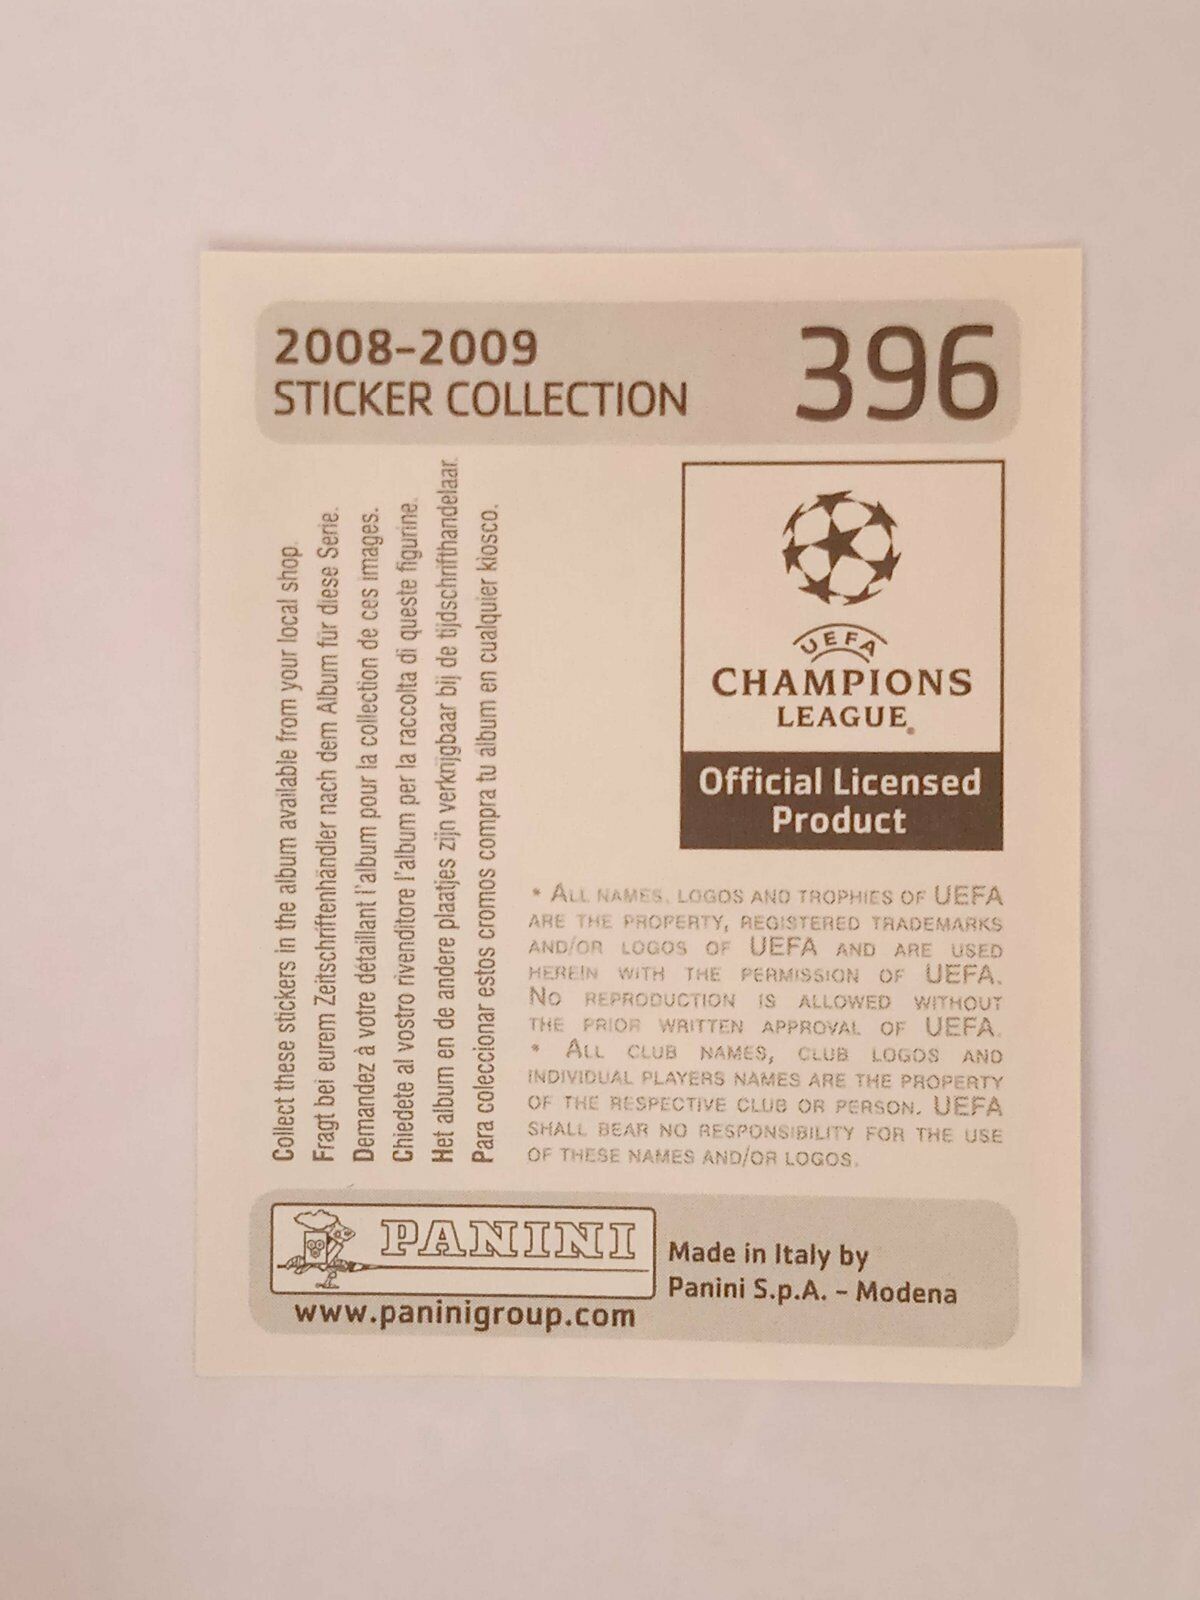 2008-2009
STICKER COLLECTION
396
Collect these stickers in the album available from your local shop.
Fragt bei eurem Zeitschriftenhändler nach dem Album für diese Serie.
Demandez à votre détaillant l'album pour la collection de ces images.
Chiedete al vostro rivenditore l'album per la raccolta di queste figurine.
Het album en de andere plaatjes zijn verkrijgbaar bij de tijdschrifthandelaar.
Para coleccionar estos cromos compra tu album en cualquier kiosco.
UEFA
CHAMPIONS
LEAGUE®
Official Licensed
Product
* ALL NAMES, LOGOS AND TROPHIES OF UEFA
ARE THE PROPERTY, REGISTERED TRADEMARKS
AND/OR LOGOS OF UEFA AND ARE USED
HEREIN WITH THE PERMISSION OF UEFA.
NO REPRODUCTION IS ALLOWED WITHOUT
THE PRIOR WRITTEN APPROVAL OF UEFA.
* ALL CLUB NAMES, CLUB LOGOS AND
INDIVIDUAL PLAYERS NAMES ARE THE PROPERTY
OF THE RESPECTIVE CLUB OR PERSON. UEFA
SHALL BEAR NO RESPONSIBILITY FOR THE USE
OF THESE NAMES AND/OR LOGOS.
PANINI
www.paninigroup.com
Made in Italy by
Panini S.p.A. - Modena